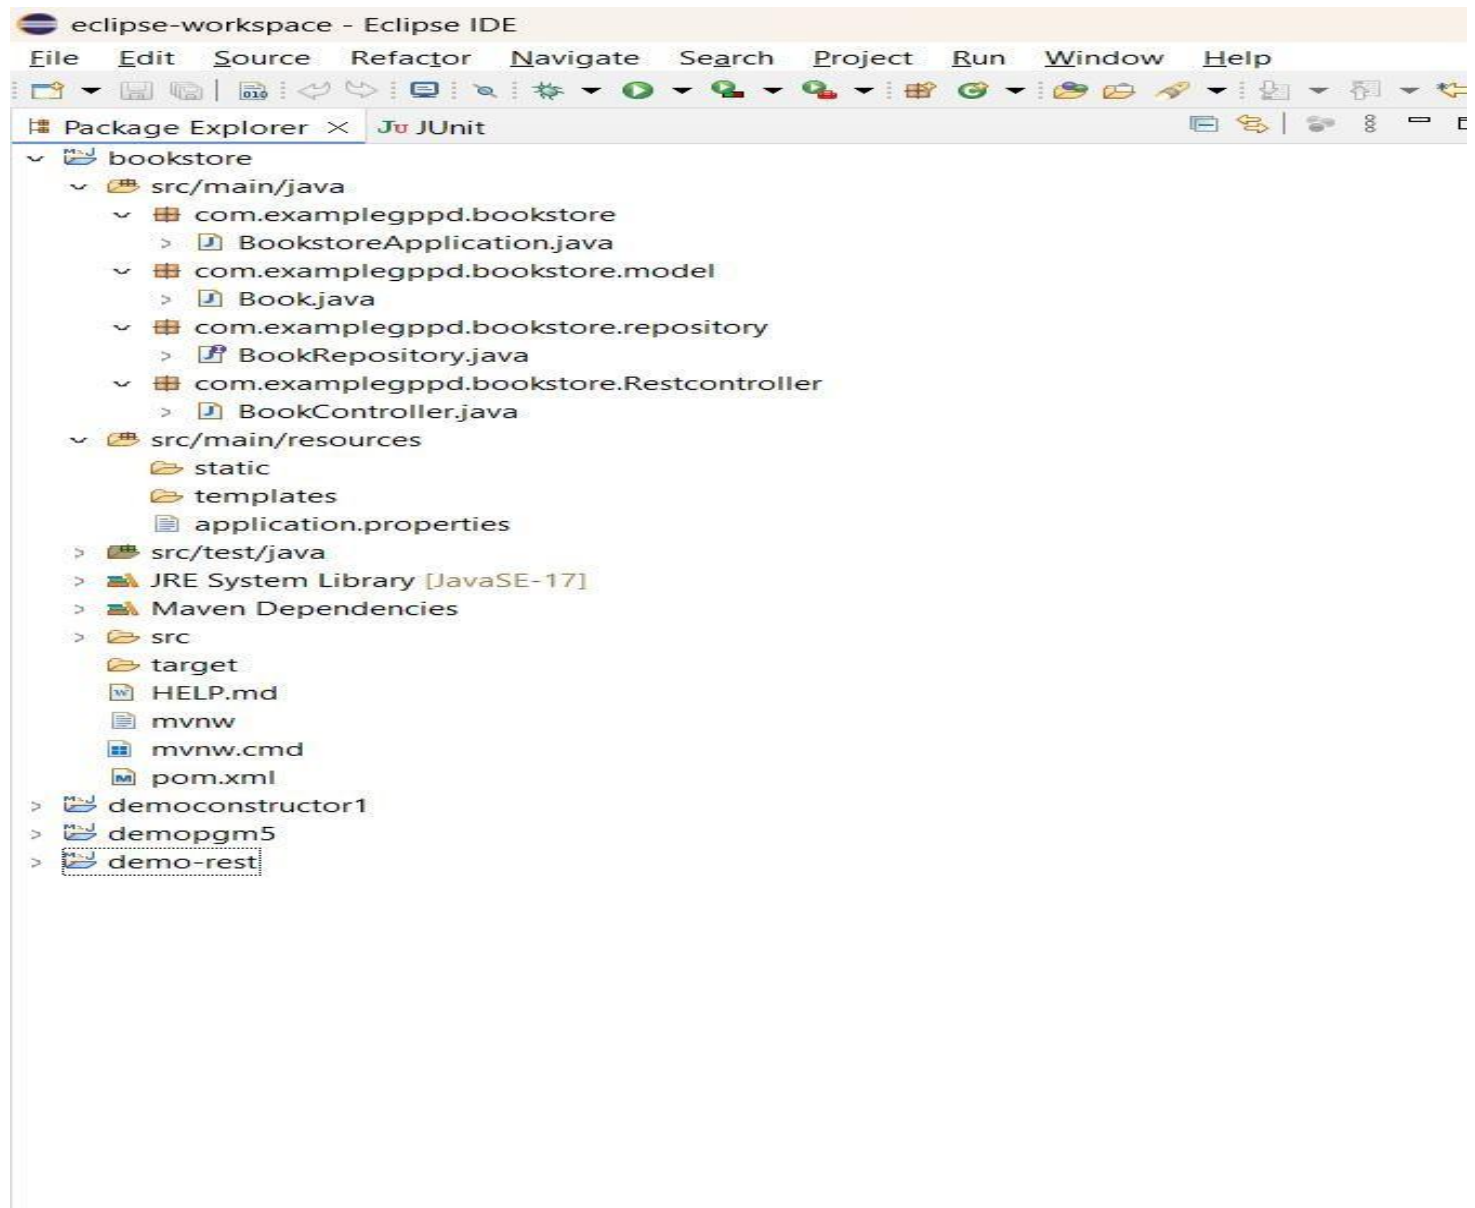 eclipse-workspace - Eclipse IDE
File Edit Source Refactor Navigate Search Project Run Window Help
010
Package Explorer Ju JUnit
bookstore
src/main/java
com.examplegppd.bookstore
BookstoreApplication.java
com.examplegppd.bookstore.model
Book.java
com.examplegppd.bookstore.repository
BookRepository.java
com.examplegppd.bookstore.Restcontroller
BookController.java
src/main/resources
static
templates
application.properties
src/test/java
JRE System Library [JavaSE-17]
Maven Dependencies
src
target
HELP.md
mvnw
mvnw.cmd
pom.xml
democonstructor1
demopgm5
demo-rest